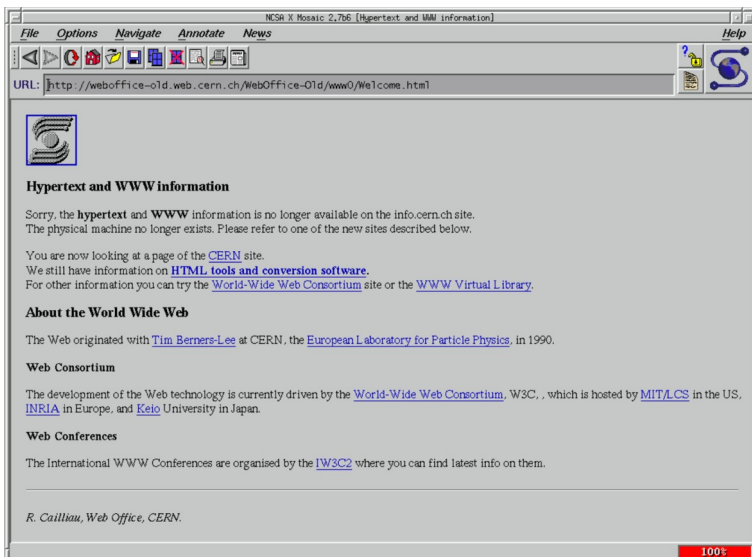 NCSA X Mosaic 2.7b6 [Hypertext and WWW information]
File Options Navigate Annotate News Help
URL: http://weboffice-old.web.cern.ch/WebOffice-Old/www0/Welcome.html
Hypertext and WWW information
Sorry, the hypertext and WWW information is no longer available on the info.cern.ch site.
The physical machine no longer exists. Please refer to one of the new sites described below.
You are now looking at a page of the CERN site.
We still have information on HTML tools and conversion software.
For other information you can try the World-Wide Web Consortium site or the WWW Virtual Library.
About the World Wide Web
The Web originated with Tim Berners-Lee at CERN, the European Laboratory for Particle Physics, in 1990.
Web Consortium
The development of the Web technology is currently driven by the World-Wide Web Consortium, W3C, , which is hosted by MIT/LCS in the US,
INRIA in Europe, and Keio University in Japan.
Web Conferences
The International WWW Conferences are organised by the IW3C2 where you can find latest info on them.
R. Cailliau, Web Office, CERN.
100%